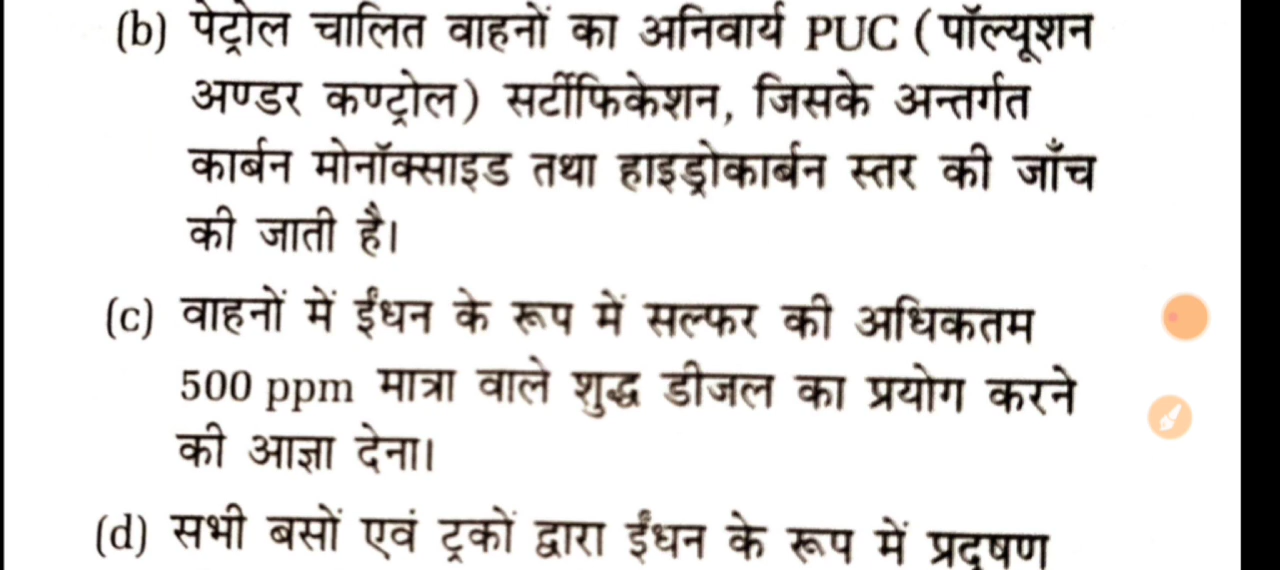 (b) पेट्रोल चालित वाहनों का अनिवार्य PUC (पॉल्यूशन
अण्डर कण्ट्रोल) सर्टीफिकेशन, जिसके अन्तर्गत
कार्बन मोनॉक्साइड तथा हाइड्रोकार्बन स्तर की जाँच
की जाती है।
(c) वाहनों में ईंधन के रूप में सल्फर की अधिकतम
500 ppm मात्रा वाले शुद्ध डीजल का प्रयोग करने
की आज्ञा देना।
(d) सभी बसों एवं ट्रकों द्वारा ईंधन के रूप में प्रदूषण